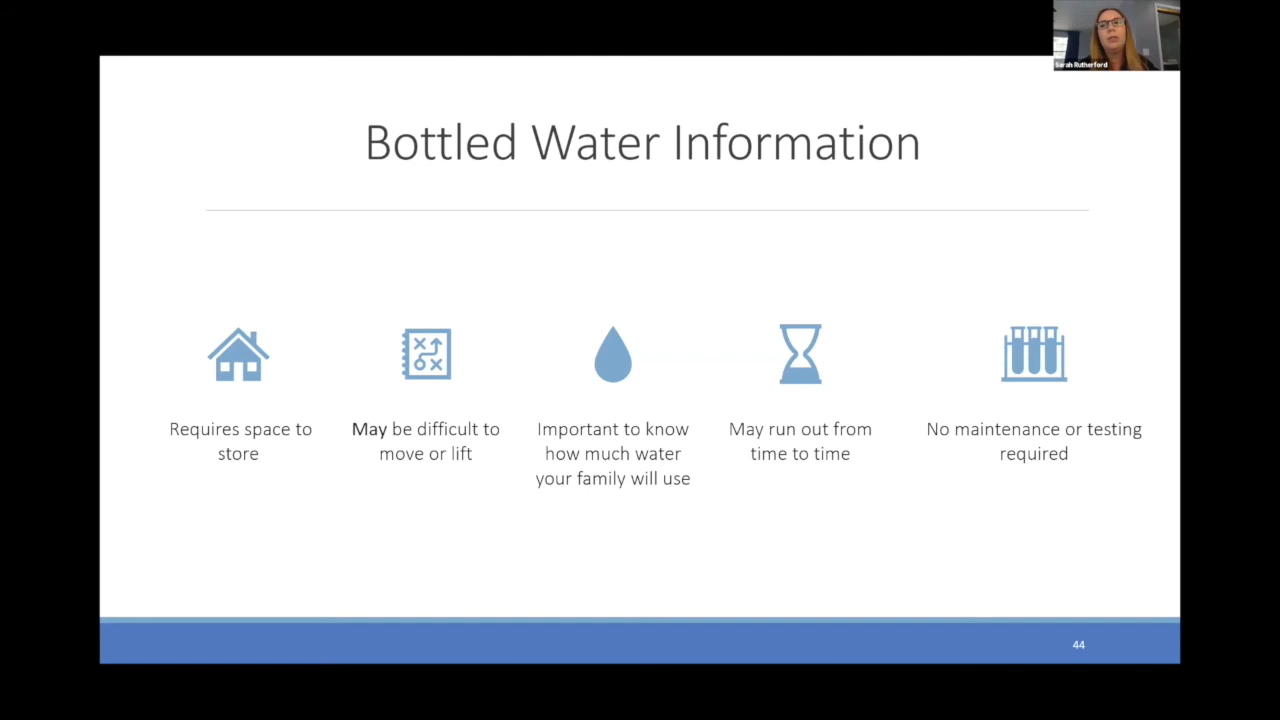 Sarah Rutherford
Bottled Water Information
Requires space to
store
May be difficult to
move or lift
Important to know
how much water
your family will use
May run out from
time to time
No maintenance or testing
required
44